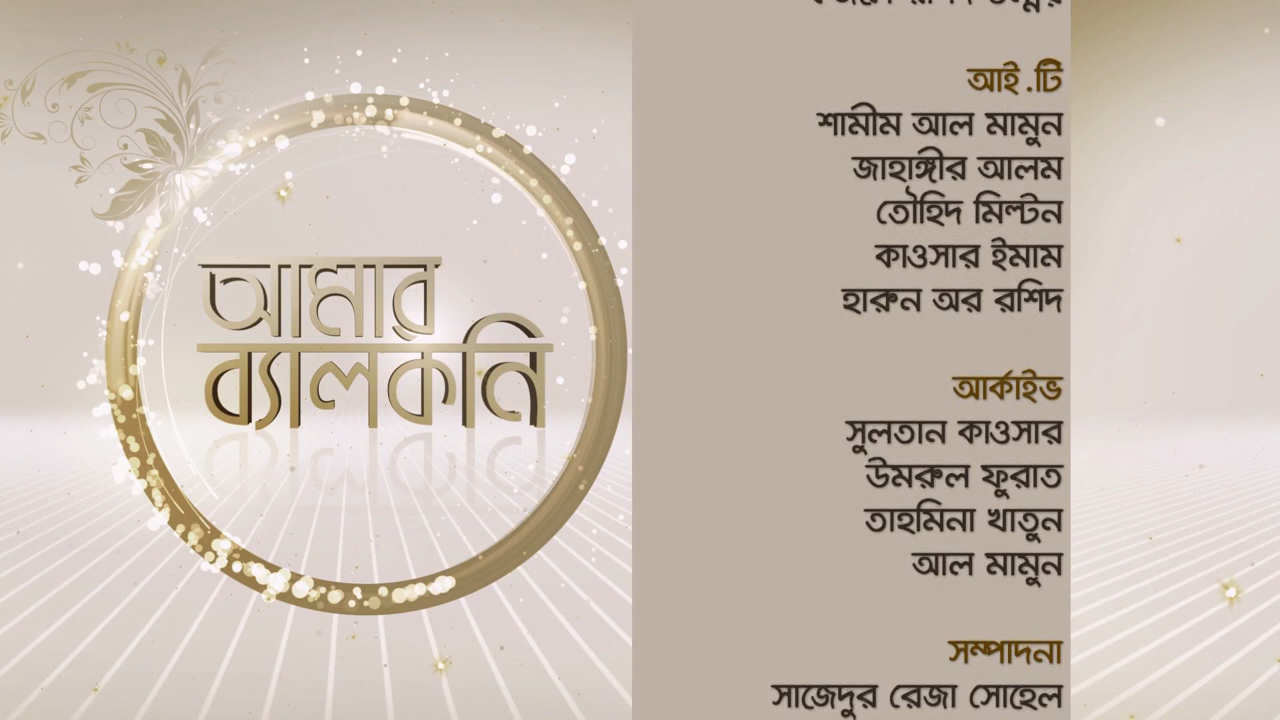 আমার
ব্যালকনি
আই .টি
শামীম আল মামুন
জাহাঙ্গীর আলম
তৌহিদ মিল্টন
কাওসার ইমাম
হারুন অর রশিদ
আর্কাইভ
সুলতান কাওসার
উমরুল ফুরাত
তাহমিনা খাতুন
আল মামুন
সম্পাদনা
সাজেদুর রেজা সোহেল